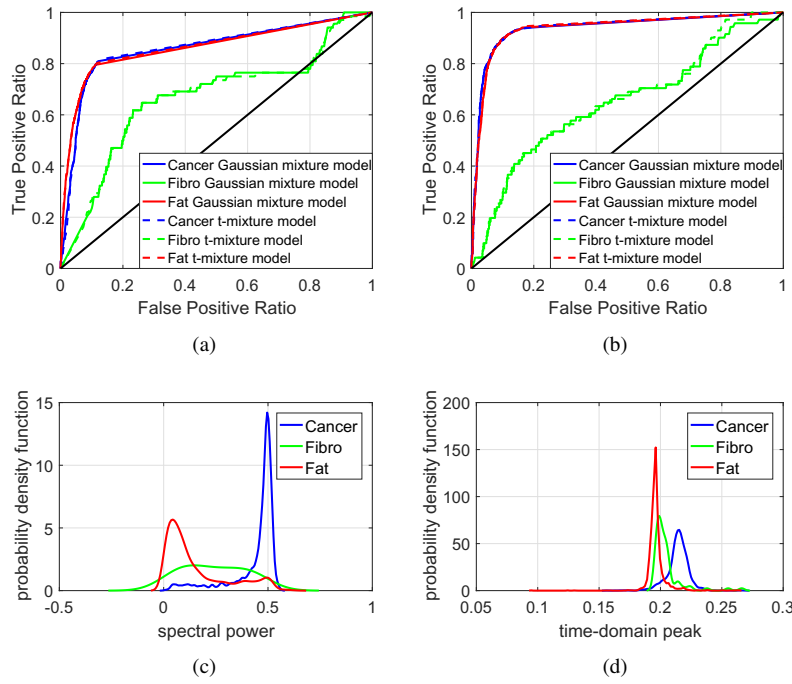 True Positive Ratio
1
0.8
0.6
0.4
0.2
0
Cancer Gaussian mixture model
Fibro Gaussian mixture model
Fat Gaussian mixture model
Cancer t-mixture model
Fibro t-mixture model
Fat t-mixture model
0 0.2 0.4 0.6 0.8 1
False Positive Ratio
(a)
True Positive Ratio
1
0.8
0.6
0.4
0.2
0
Cancer Gaussian mixture model
Fibro Gaussian mixture model
Fat Gaussian mixture model
Cancer t-mixture model
Fibro t-mixture model
Fat t-mixture model
0 0.2 0.4 0.6 0.8 1
False Positive Ratio
(b)
probability density function
15
10
5
0
Cancer
Fibro
Fat
-0.5 0 0.5 1
spectral power
(c)
probability density function
200
150
100
50
0
Cancer
Fibro
Fat
0.05 0.1 0.15 0.2 0.25 0.3
time-domain peak
(d)